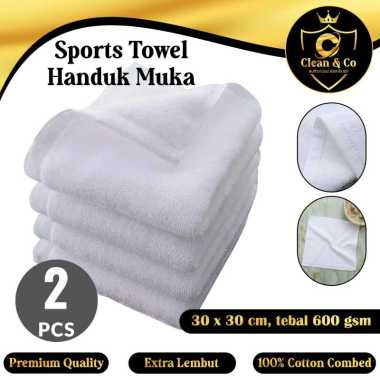 Sports Towel
Handuk Muka
Clean & Co
2
PCS
30 x 30 cm, tebal 600 gsm
Premium Quality
Extra Lembut
100% Cotton Combed